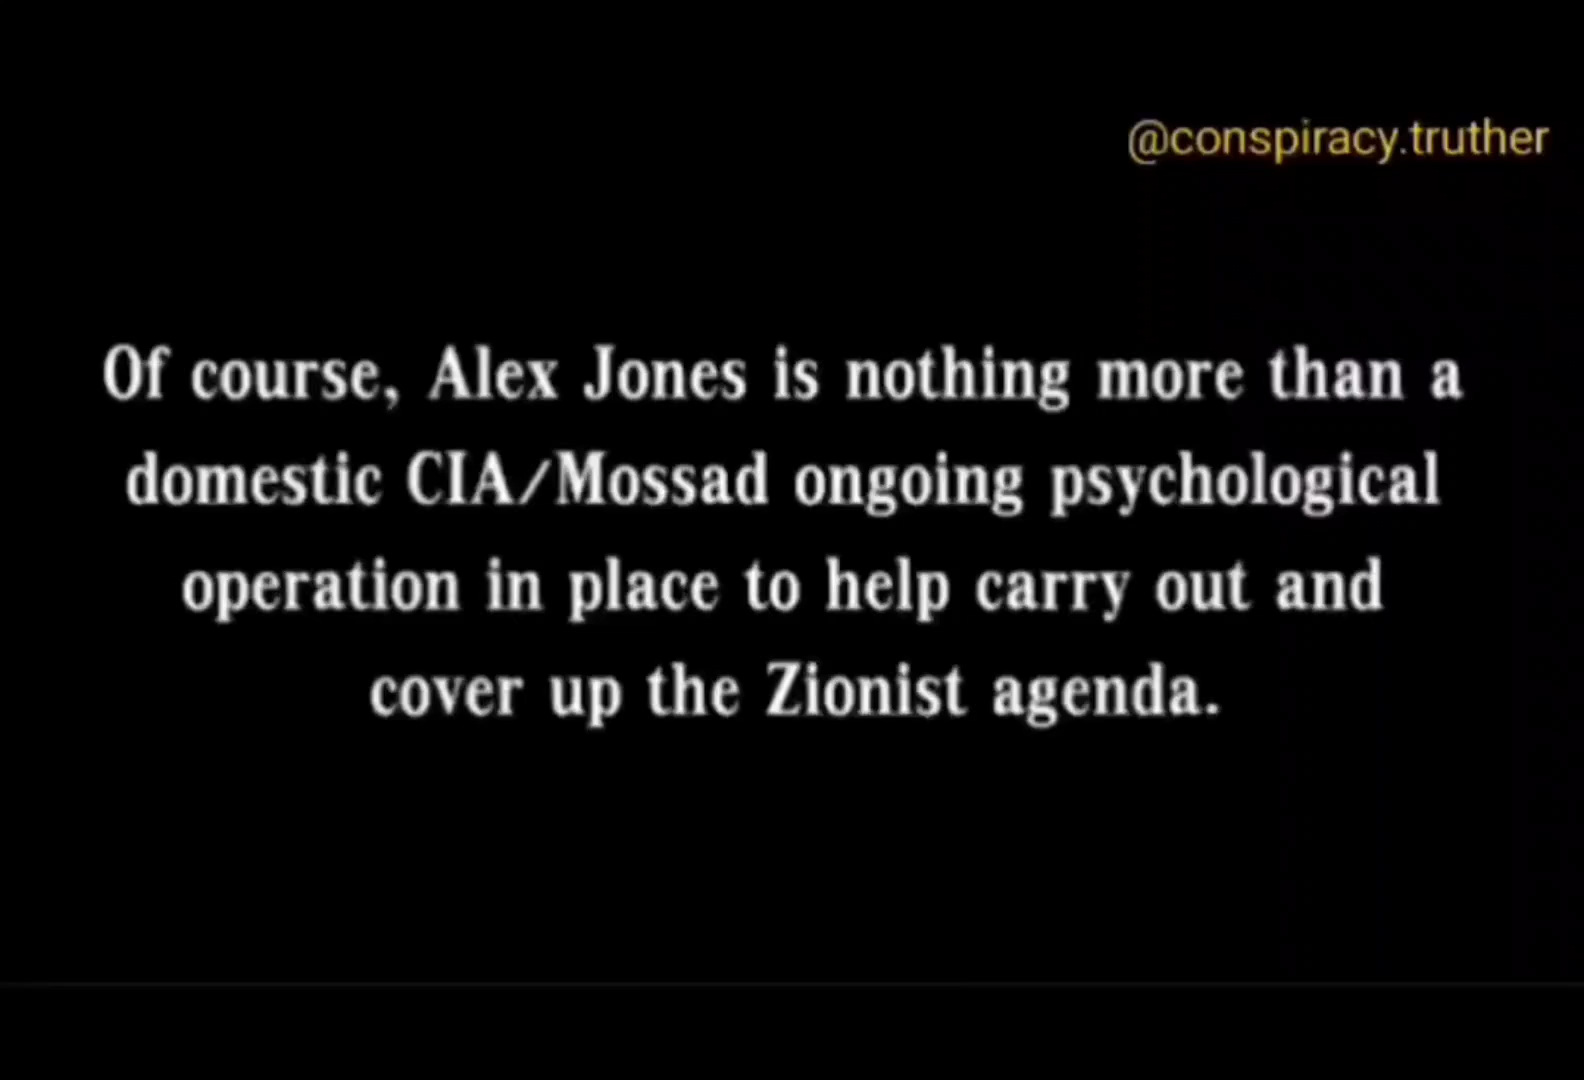 @conspiracy.truther
Of course, Alex Jones is nothing more than a
domestic CIA/Mossad ongoing psychological
operation in place to help carry out and
cover up the Zionist agenda.